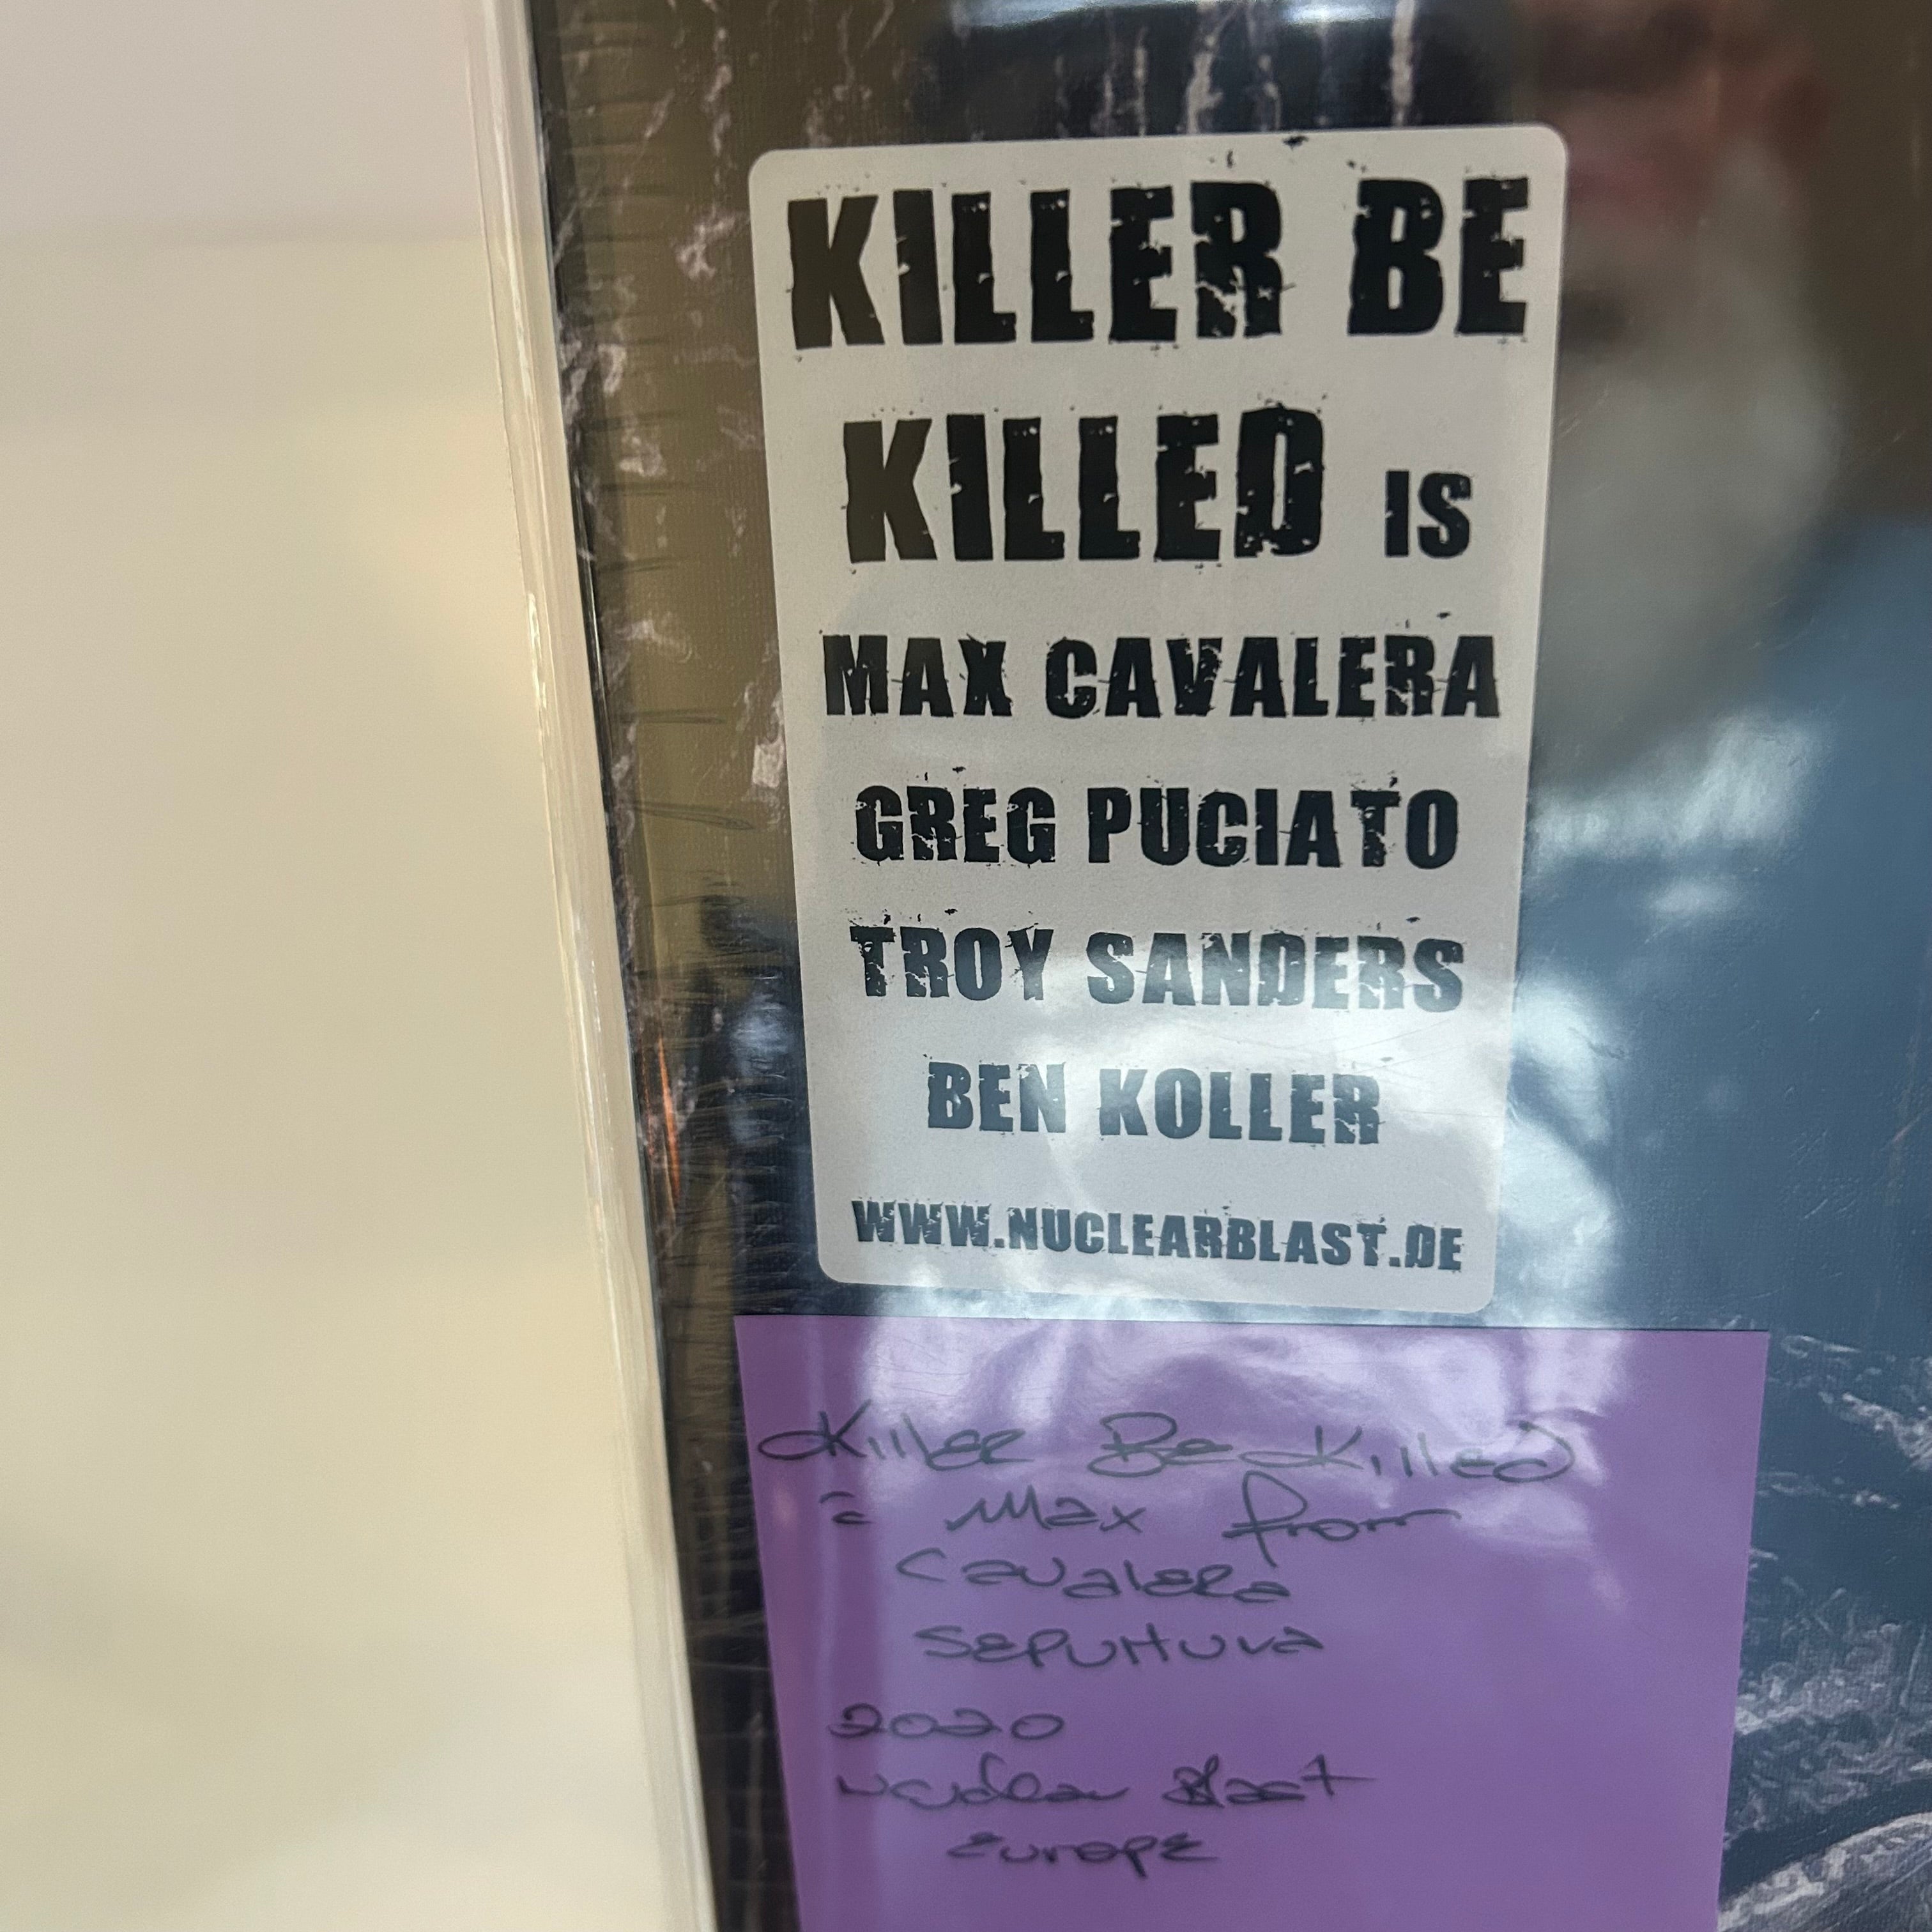 KILLER BE
KILLED IS
MAX CAVALERA
GREG PUCIATO
TROY SANDERS
BEN KOLLER
WWW.NUCLEARBLAST.DE
Killer Be Killed
= Max from
Cavalera
Sepultura
2020
Nuclear Blast
Europe